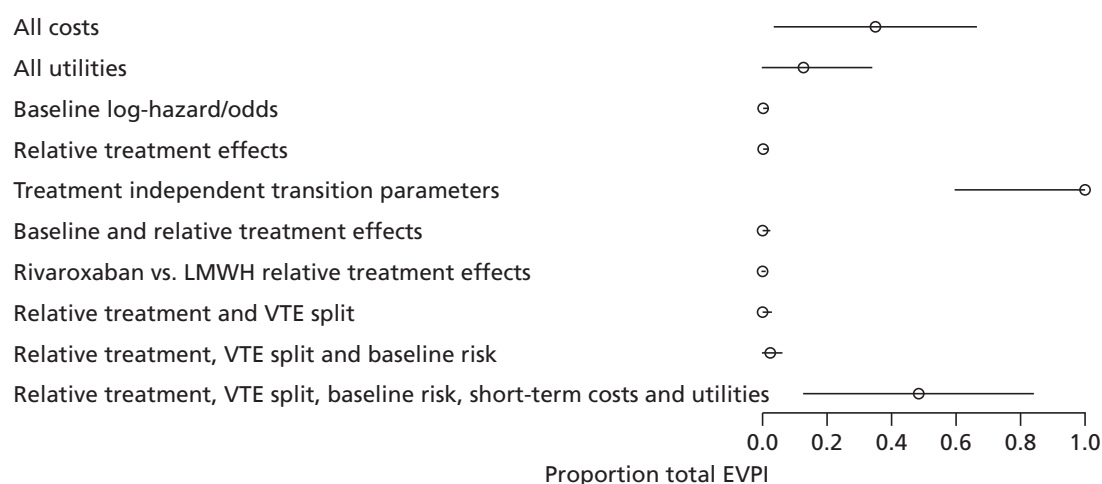 All costs
All utilities
Baseline log-hazard/odds
Relative treatment effects
Treatment independent transition parameters
Baseline and relative treatment effects
Rivaroxaban vs. LMWH relative treatment effects
Relative treatment and VTE split
Relative treatment, VTE split and baseline risk
Relative treatment, VTE split, baseline risk, short-term costs and utilities
0.0 0.2 0.4 0.6 0.8 1.0
Proportion total EVPI